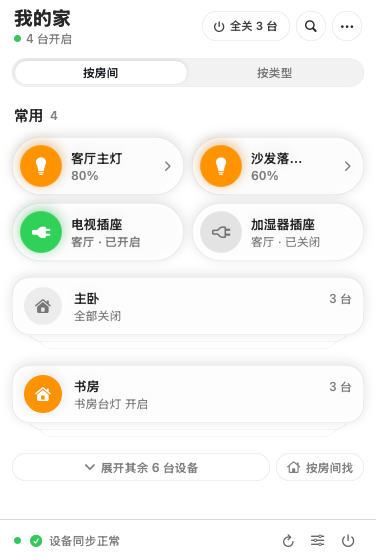 我的家
4 台开启
全关 3 台
按房间
按类型
常用 4
客厅主灯
80%
沙发落...
60%
电视插座
客厅 · 已开启
加湿器插座
客厅 · 已关闭
主卧
3 台
全部关闭
书房
3 台
书房台灯 开启
展开其余 6 台设备
按房间找
设备同步正常